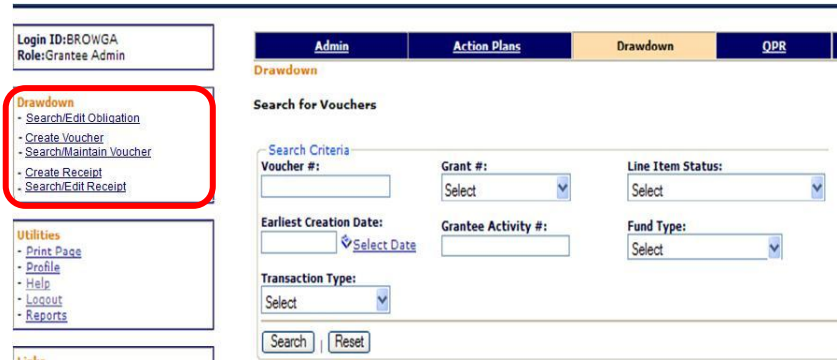 Login ID:BROWGA
Role:Grantee Admin
Admin
Action Plans
Drawdown
QPR
Drawdown
Drawdown
- Search/Edit Obligation
- Create Voucher
- Search/Maintain Voucher
- Create Receipt
- Search/Edit Receipt
Search for Vouchers
Search Criteria
Voucher #:
Grant #:
Line Item Status:
Select
Select
Earliest Creation Date:
Grantee Activity #:
Fund Type:
Select Date
Select
Transaction Type:
Select
Search | Reset
Utilities
- Print Page
- Profile
- Help
- Logout
- Reports
Links